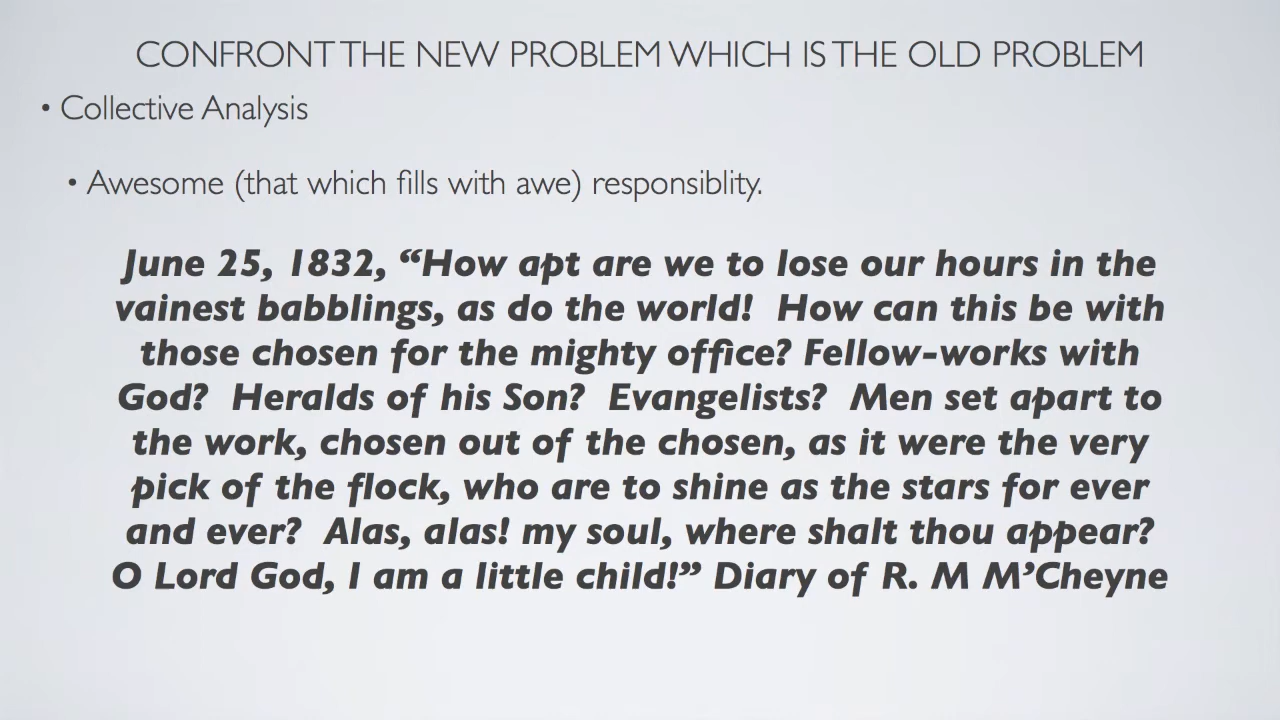 CONFRONT THE NEW PROBLEM WHICH IS THE OLD PROBLEM
• Collective Analysis
• Awesome (that which fills with awe) responsiblity.
June 25, 1832, “How apt are we to lose our hours in the
vainest babblings, as do the world!  How can this be with
those chosen for the mighty office? Fellow-works with
God?  Heralds of his Son?  Evangelists?  Men set apart to
the work, chosen out of the chosen, as it were the very
pick of the flock, who are to shine as the stars for ever
and ever?  Alas, alas! my soul, where shalt thou appear?
O Lord God, I am a little child!” Diary of R. M M’Cheyne